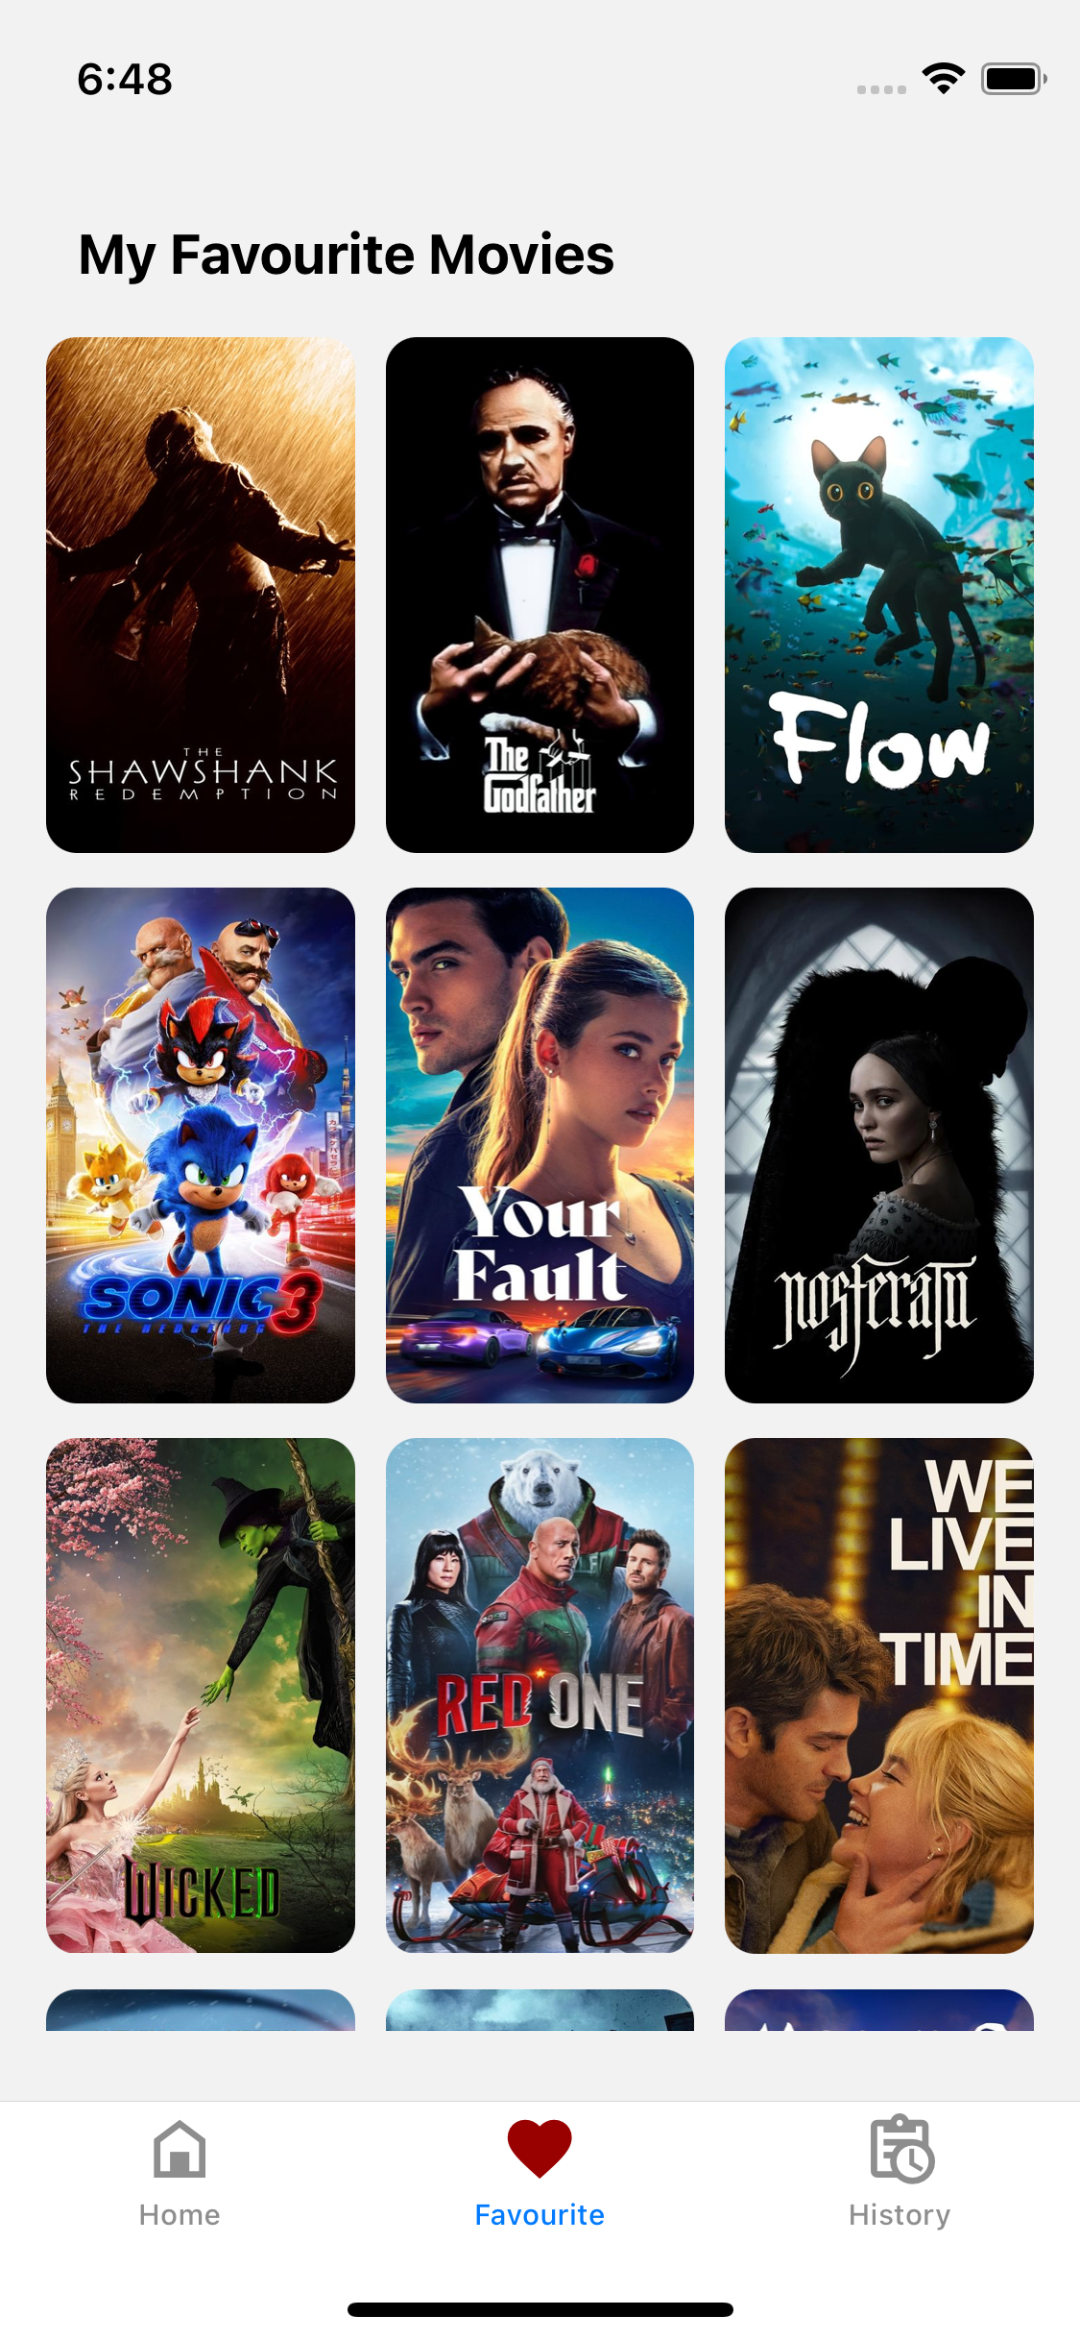 6:48
My Favourite Movies
THE
SHAWSHANK
REDEMPTION
The
Godfather
Flow
SONIC 3
THE HEDGEHOG
Your
Fault
nosferatu
WICKED
RED ONE
WE
LIVE
IN
TIME
Home
Favourite
History